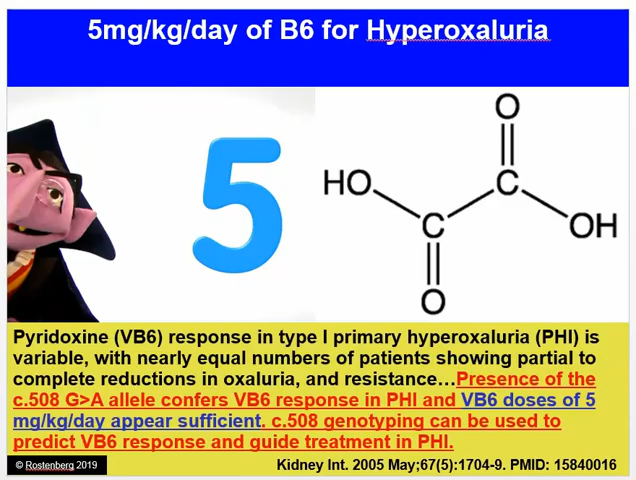 5mg/kg/day of B6 for Hyperoxaluria
5
O
HO
C
C
OH
O
Pyridoxine (VB6) response in type I primary hyperoxaluria (PHI) is
variable, with nearly equal numbers of patients showing partial to
complete reductions in oxaluria, and resistance…Presence of the
c.508 G>A allele confers VB6 response in PHI and VB6 doses of 5
mg/kg/day appear sufficient. c.508 genotyping can be used to
predict VB6 response and guide treatment in PHI.
© Rostenberg 2019
Kidney Int. 2005 May;67(5):1704-9. PMID: 15840016